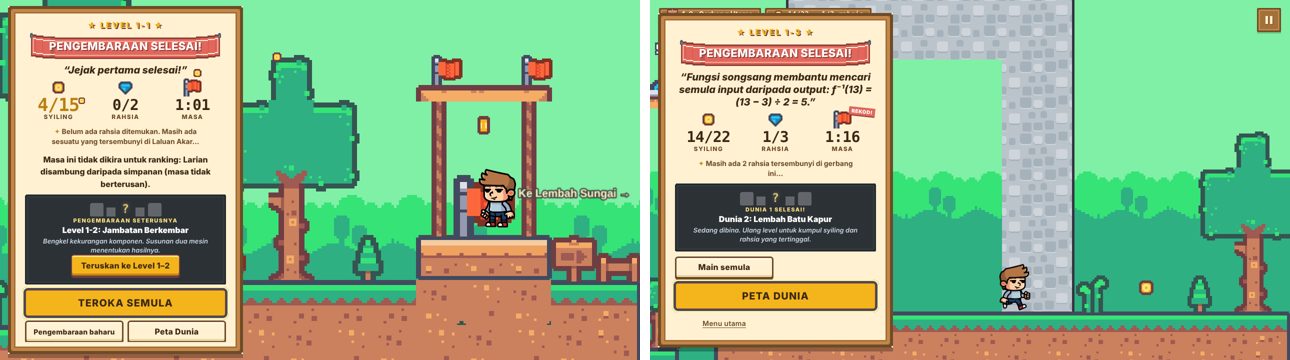 ★ LEVEL 1-1 ★
PENGEMBARAAN SELESAI!
“Jejak pertama selesai!”
4/15 0/2 1:01
SYILING RAHSIA MASA
✦ Belum ada rahsia ditemukan. Masih ada
sesuatu yang tersembunyi di Laluan Akar...
Masa ini tidak dikira untuk ranking: Larian
disambung daripada simpanan (masa tidak
berterusan).
?
PENGEMBARAAN SETERUSNYA
Level 1-2: Jambatan Berkembar
Bengkel kekurangan komponen. Susunan dua mesin
menentukan hasilnya.
Teruskan ke Level 1-2
TEROKA SEMULA
Pengembaraan baharu Peta Dunia
Ke Lembah Sungai →
★ LEVEL 1-3 ★
PENGEMBARAAN SELESAI!
“Fungsi songsang membantu mencari
semula input daripada output: f⁻¹(13) =
(13 − 3) ÷ 2 = 5.”
REKOD!
14/22 1/3 1:16
SYILING RAHSIA MASA
✦ Masih ada 2 rahsia tersembunyi di gerbang
ini...
?
DUNIA 1 SELESAI!
Dunia 2: Lembah Batu Kapur
Sedang dibina. Ulang level untuk kumpul syiling dan
rahsia yang tertinggal.
Main semula
PETA DUNIA
Menu utama